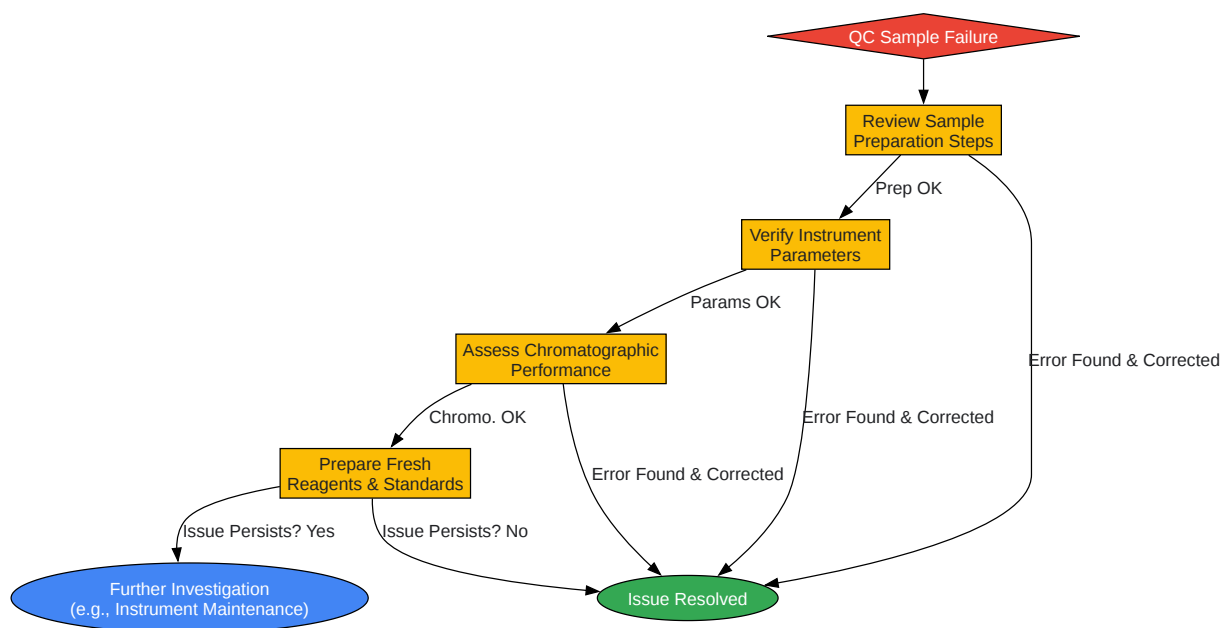 QC Sample Failure
Review Sample
Preparation Steps
Prep OK
Verify Instrument
Parameters
Params OK
Assess Chromatographic
Performance
Error Found & Corrected
Chromo. OK
Error Found & Corrected
Prepare Fresh
Reagents & Standards
Error Found & Corrected
Issue Persists? Yes
Issue Persists? No
Further Investigation
(e.g., Instrument Maintenance)
Issue Resolved